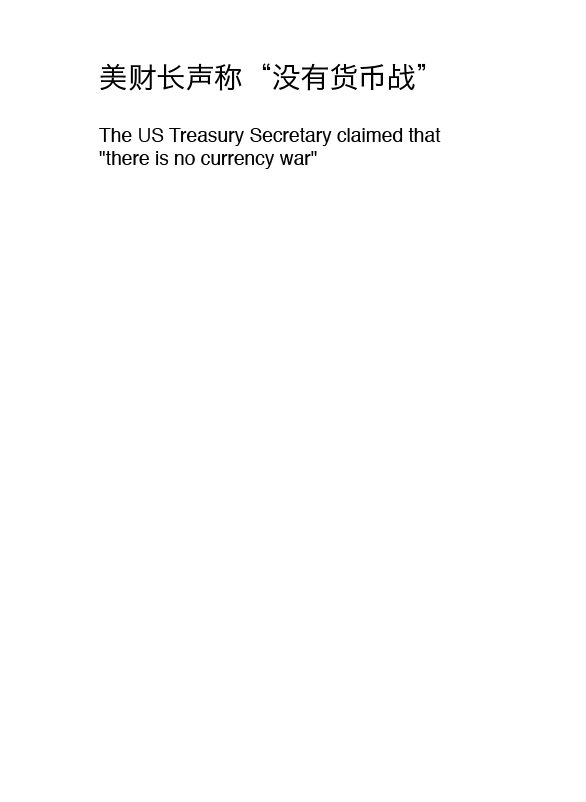 美财长声称“没有货币战”
The US Treasury Secretary claimed that
"there is no currency war"